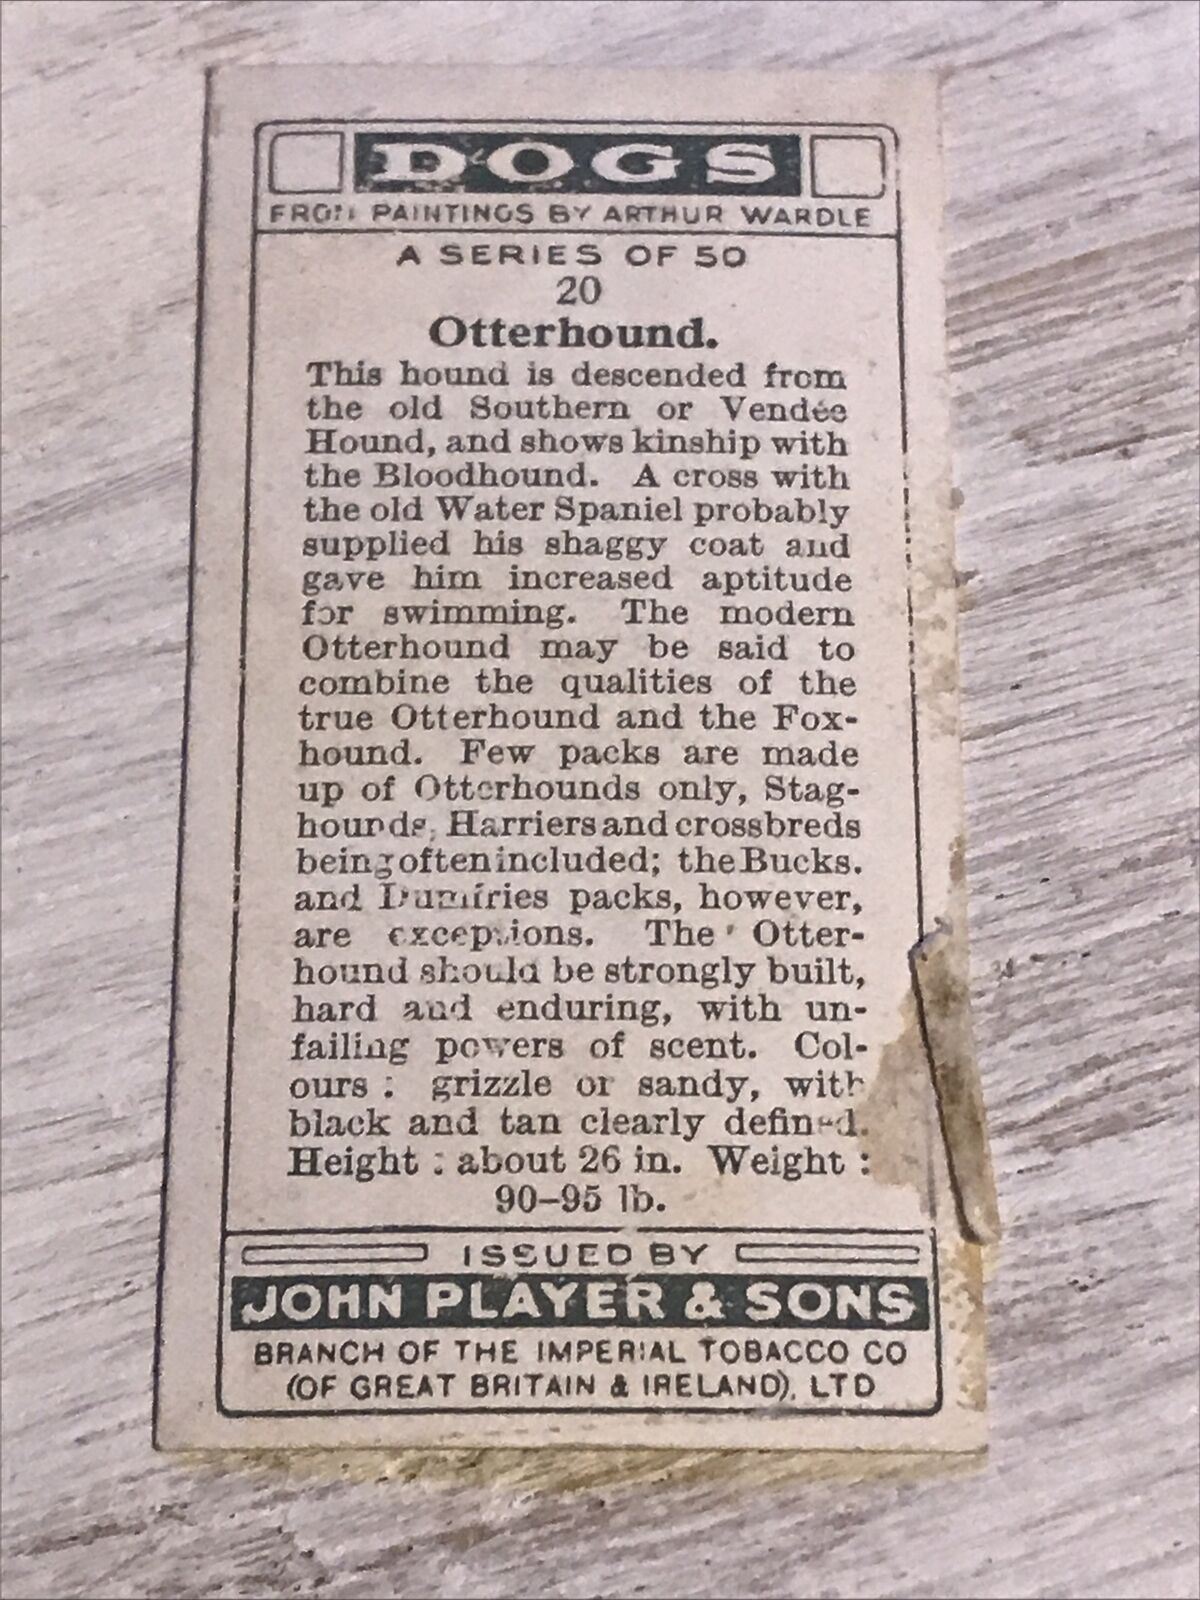 DOGS
FROM PAINTINGS BY ARTHUR WARDLE
A SERIES OF 50
20
Otterhound.
This hound is descended from
the old Southern or Vendée
Hound, and shows kinship with
the Bloodhound. A cross with
the old Water Spaniel probably
supplied his shaggy coat and
gave him increased aptitude
for swimming. The modern
Otterhound may be said to
combine the qualities of the
true Otterhound and the Fox-
hound. Few packs are made
up of Otterhounds only, Stag-
hounds, Harriers and crossbreds
being often included; the Bucks.
and Dumfries packs, however,
are exceptions. The Otter-
hound should be strongly built,
hard and enduring, with un-
failing powers of scent. Col-
ours : grizzle or sandy, with
black and tan clearly defined.
Height : about 26 in. Weight :
90–95 lb.
ISSUED BY
JOHN PLAYER & SONS
BRANCH OF THE IMPERIAL TOBACCO CO
(OF GREAT BRITAIN & IRELAND), LTD